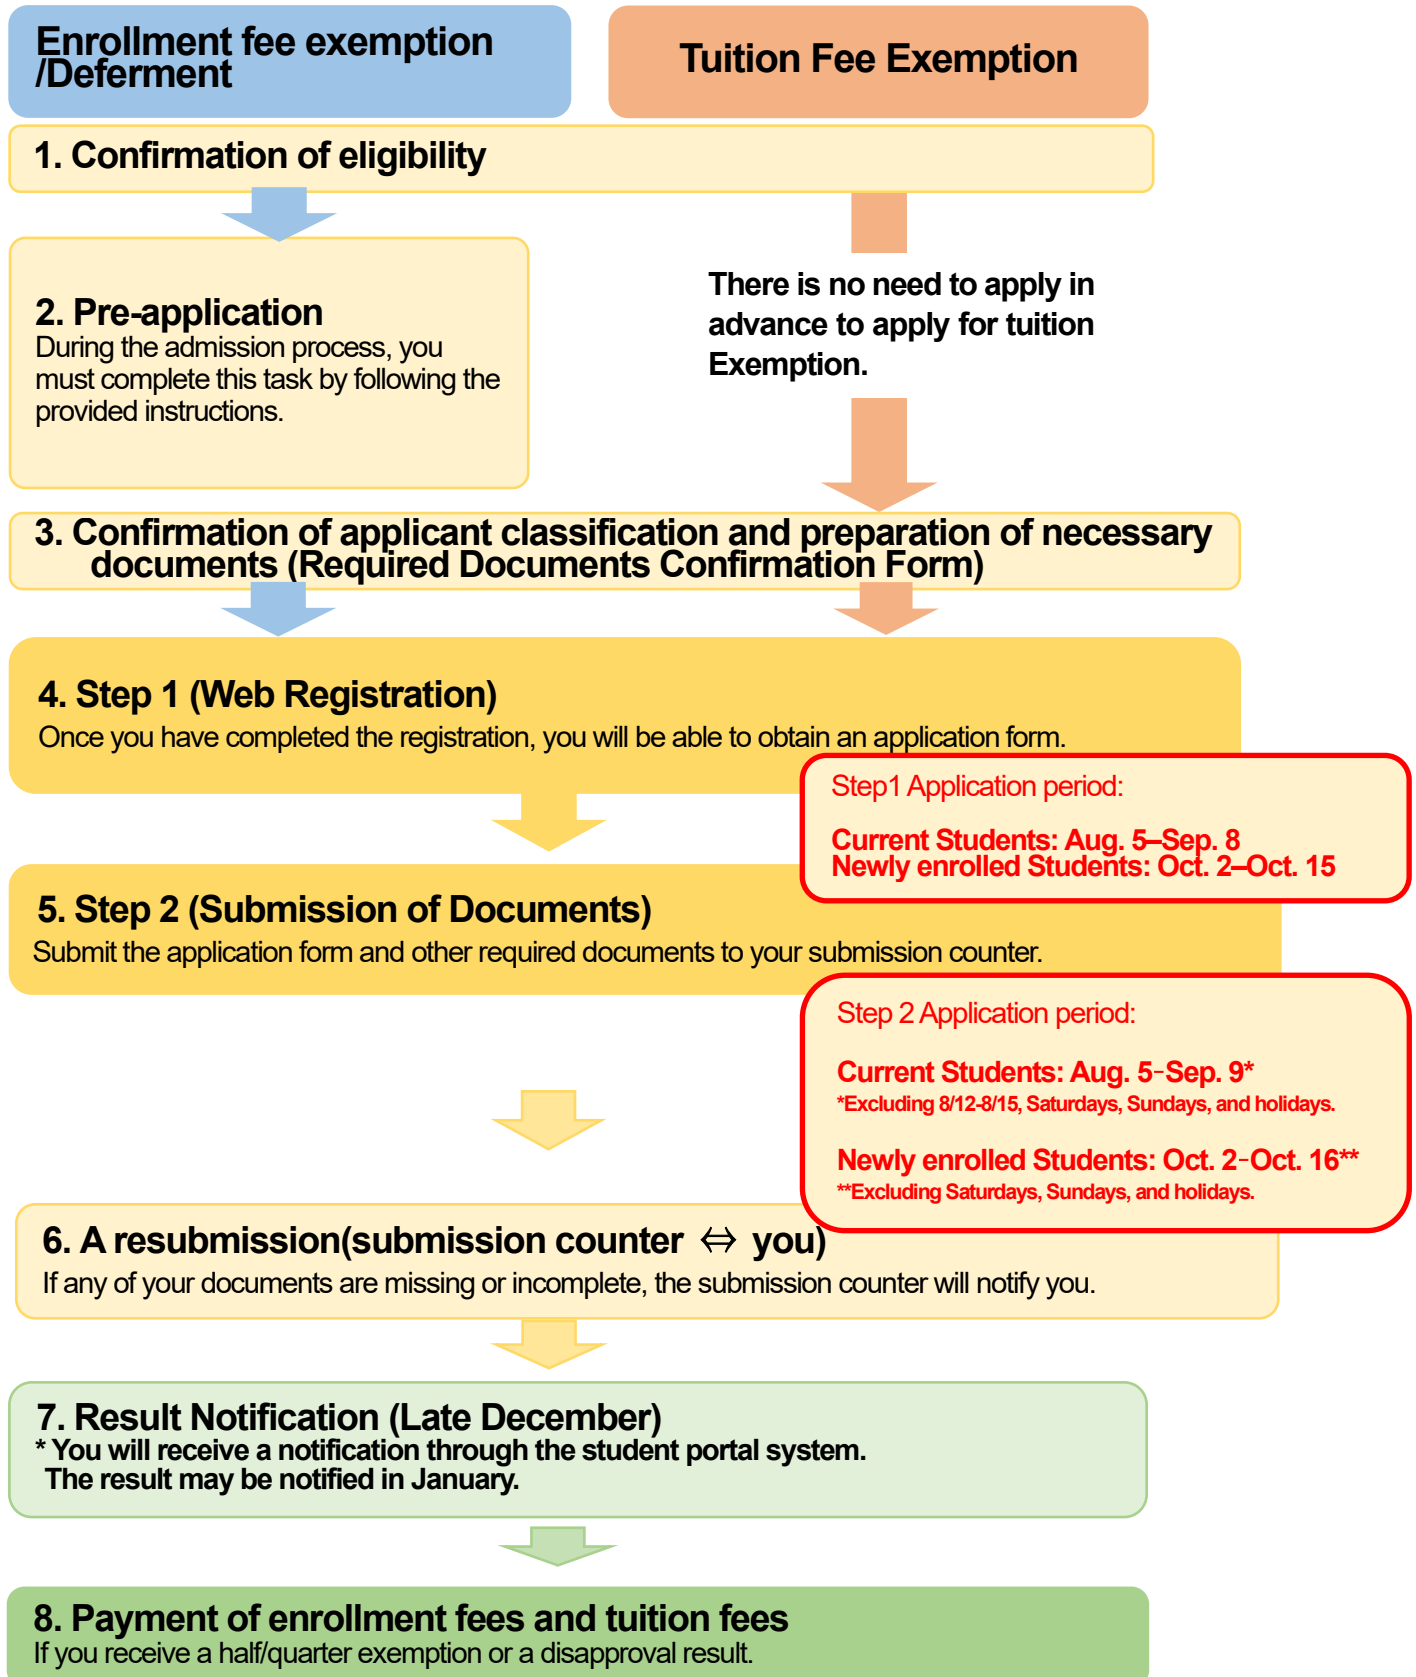 Enrollment fee exemption
/Deferment
Tuition Fee Exemption
1. Confirmation of eligibility
2. Pre-application
During the admission process, you
must complete this task by following the
provided instructions.
There is no need to apply in
advance to apply for tuition
Exemption.
3. Confirmation of applicant classification and preparation of necessary
documents (Required Documents Confirmation Form)
4. Step 1 (Web Registration)
Once you have completed the registration, you will be able to obtain an application form.
Step1 Application period:
Current Students: Aug. 5–Sep. 8
Newly enrolled Students: Oct. 2–Oct. 15
5. Step 2 (Submission of Documents)
Submit the application form and other required documents to your submission counter.
Step 2 Application period:
Current Students: Aug. 5-Sep. 9*
*Excluding 8/12-8/15, Saturdays, Sundays, and holidays.
Newly enrolled Students: Oct. 2-Oct. 16**
**Excluding Saturdays, Sundays, and holidays.
6. A resubmission(submission counter ⇔ you)
If any of your documents are missing or incomplete, the submission counter will notify you.
7. Result Notification (Late December)
* You will receive a notification through the student portal system.
The result may be notified in January.
8. Payment of enrollment fees and tuition fees
If you receive a half/quarter exemption or a disapproval result.